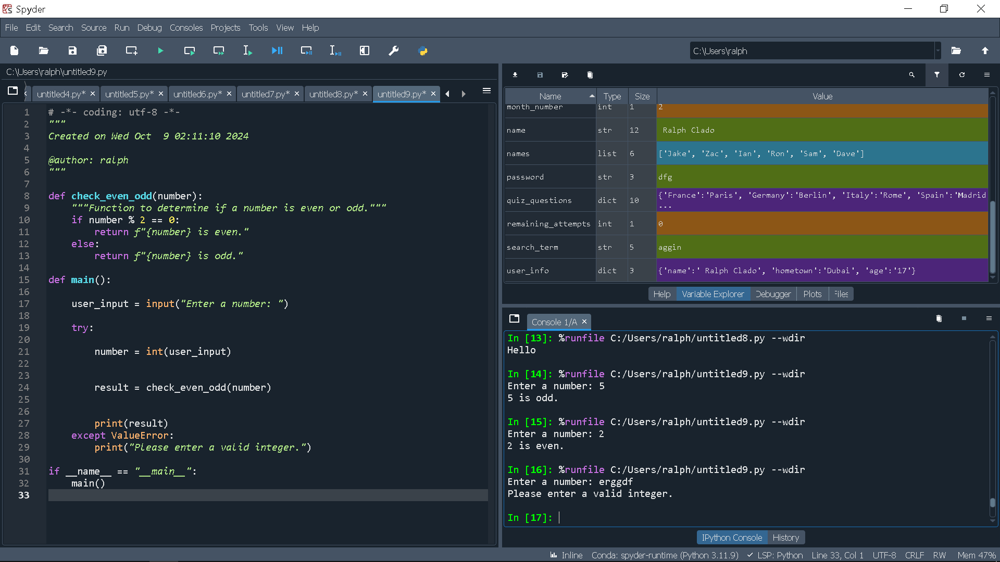 Spyder
File Edit Search Source Run Debug Consoles Projects Tools View Help
C:\Users\ralph
C:\Users\ralph\untitled9.py
untitled4.py* untitled5.py* untitled6.py* untitled7.py* untitled8.py* untitled9.py*
1 # -*- coding: utf-8 -*-
2 """
3 Created on Wed Oct  9 02:11:10 2024
4
5 @author: ralph
6 """
7
8 def check_even_odd(number):
9     """Function to determine if a number is even or odd."""
10     if number % 2 == 0:
11         return f"{number} is even."
12     else:
13         return f"{number} is odd."
14
15 def main():
16
17     user_input = input("Enter a number: ")
18
19     try:
20
21         number = int(user_input)
22
23
24         result = check_even_odd(number)
25
26
27         print(result)
28     except ValueError:
29         print("Please enter a valid integer.")
30
31 if __name__ == "__main__":
32     main()
33
Name Type Size Value
month_number int 1 2
name str 12 Ralph Clado
names list 6 ['Jake', 'Zac', 'Ian', 'Ron', 'Sam', 'Dave']
password str 3 dfg
quiz_questions dict 10 {'France':'Paris', 'Germany':'Berlin', 'Italy':'Rome', 'Spain':'Madrid
...
remaining_attempts int 1 0
search_term str 5 aggin
user_info dict 3 {'name':' Ralph Clado', 'hometown':'Dubai', 'age':'17'}
Help Variable Explorer Debugger Plots Files
Console 1/A
In [13]: %runfile C:/Users/ralph/untitled8.py --wdir
Hello
In [14]: %runfile C:/Users/ralph/untitled9.py --wdir
Enter a number: 5
5 is odd.
In [15]: %runfile C:/Users/ralph/untitled9.py --wdir
Enter a number: 2
2 is even.
In [16]: %runfile C:/Users/ralph/untitled9.py --wdir
Enter a number: erggdf
Please enter a valid integer.
In [17]:
IPython Console History
Inline Conda: spyder-runtime (Python 3.11.9) LSP: Python Line 33, Col 1 UTF-8 CRLF RW Mem 47%